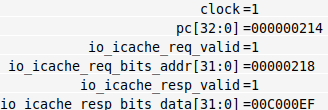 clock=1
pc[32:0]=000000214
io_icache_req_valid=1
io_icache_req_bits_addr[31:0]=00000218
io_icache_resp_valid=1
io_icache_resp_bits_data[31:0]=00C000EF